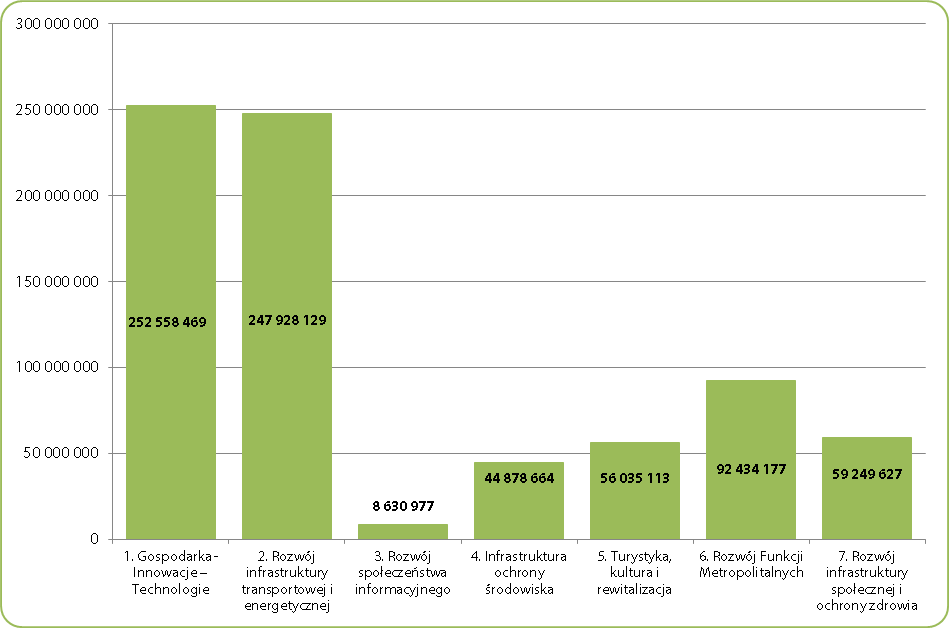 300 000 000
250 000 000
200 000 000
150 000 000
100 000 000
50 000 000
0
252 558 469
247 928 129
8 630 977
44 878 664
56 035 113
92 434 177
59 249 627
1. Gospodarka-
Innowacje –
Technologie
2. Rozwój
infrastruktury
transportowej i
energetycznej
3. Rozwój
społeczeństwa
informacyjnego
4. Infrastruktura
ochrony
środowiska
5. Turystyka,
kultura i
rewitalizacja
6. Rozwój Funkcji
Metropolitalnych
7. Rozwój
infrastruktury
społecznej i
ochrony zdrowia